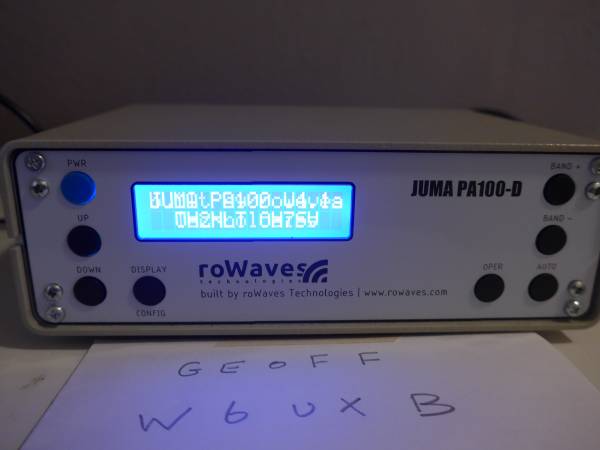 PWR
JUMA PA100-D
BAND +
UP
BAND -
DOWN
DISPLAY
roWaves
technologies
OPER
AUTO
built by roWaves Technologies | www.rowaves.com
CONFIG
GEOFF
W6UXB